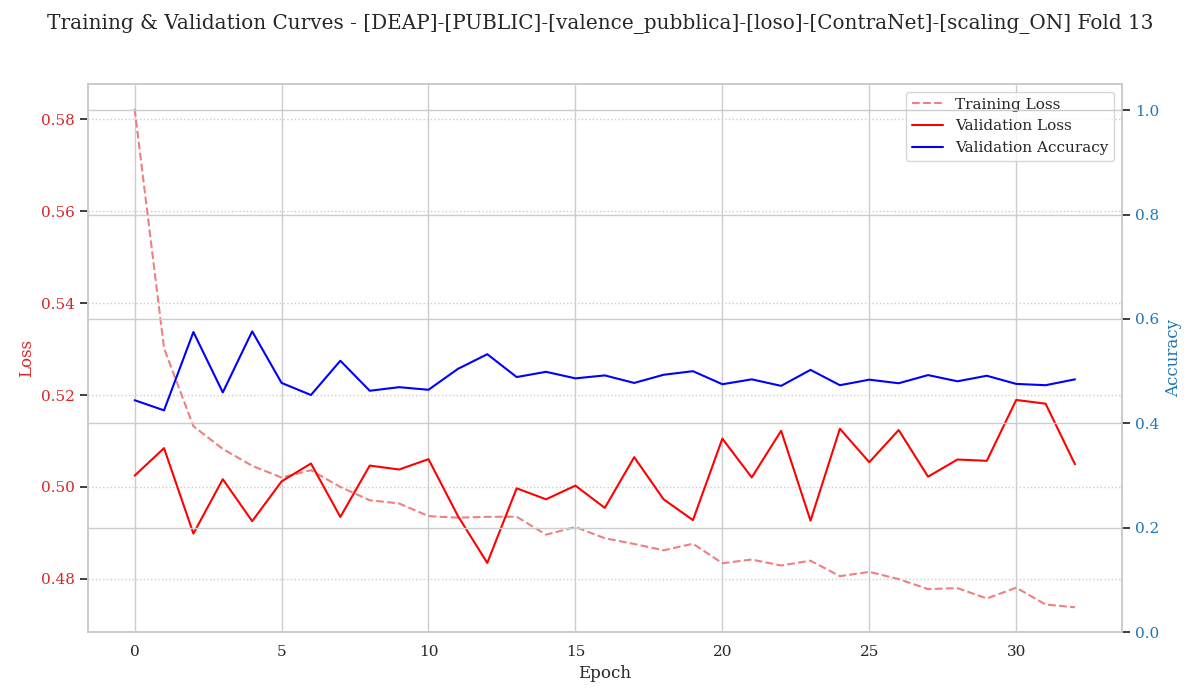 Training & Validation Curves - [DEAP]-[PUBLIC]-[valence_pubblica]-[loso]-[ContraNet]-[scaling_ON] Fold 13
Training Loss
Validation Loss
Validation Accuracy
0.58
0.56
0.54
0.52
0.50
0.48
Loss
1.0
0.8
0.6
0.4
0.2
0.0
Accuracy
0 5 10 15 20 25 30
Epoch